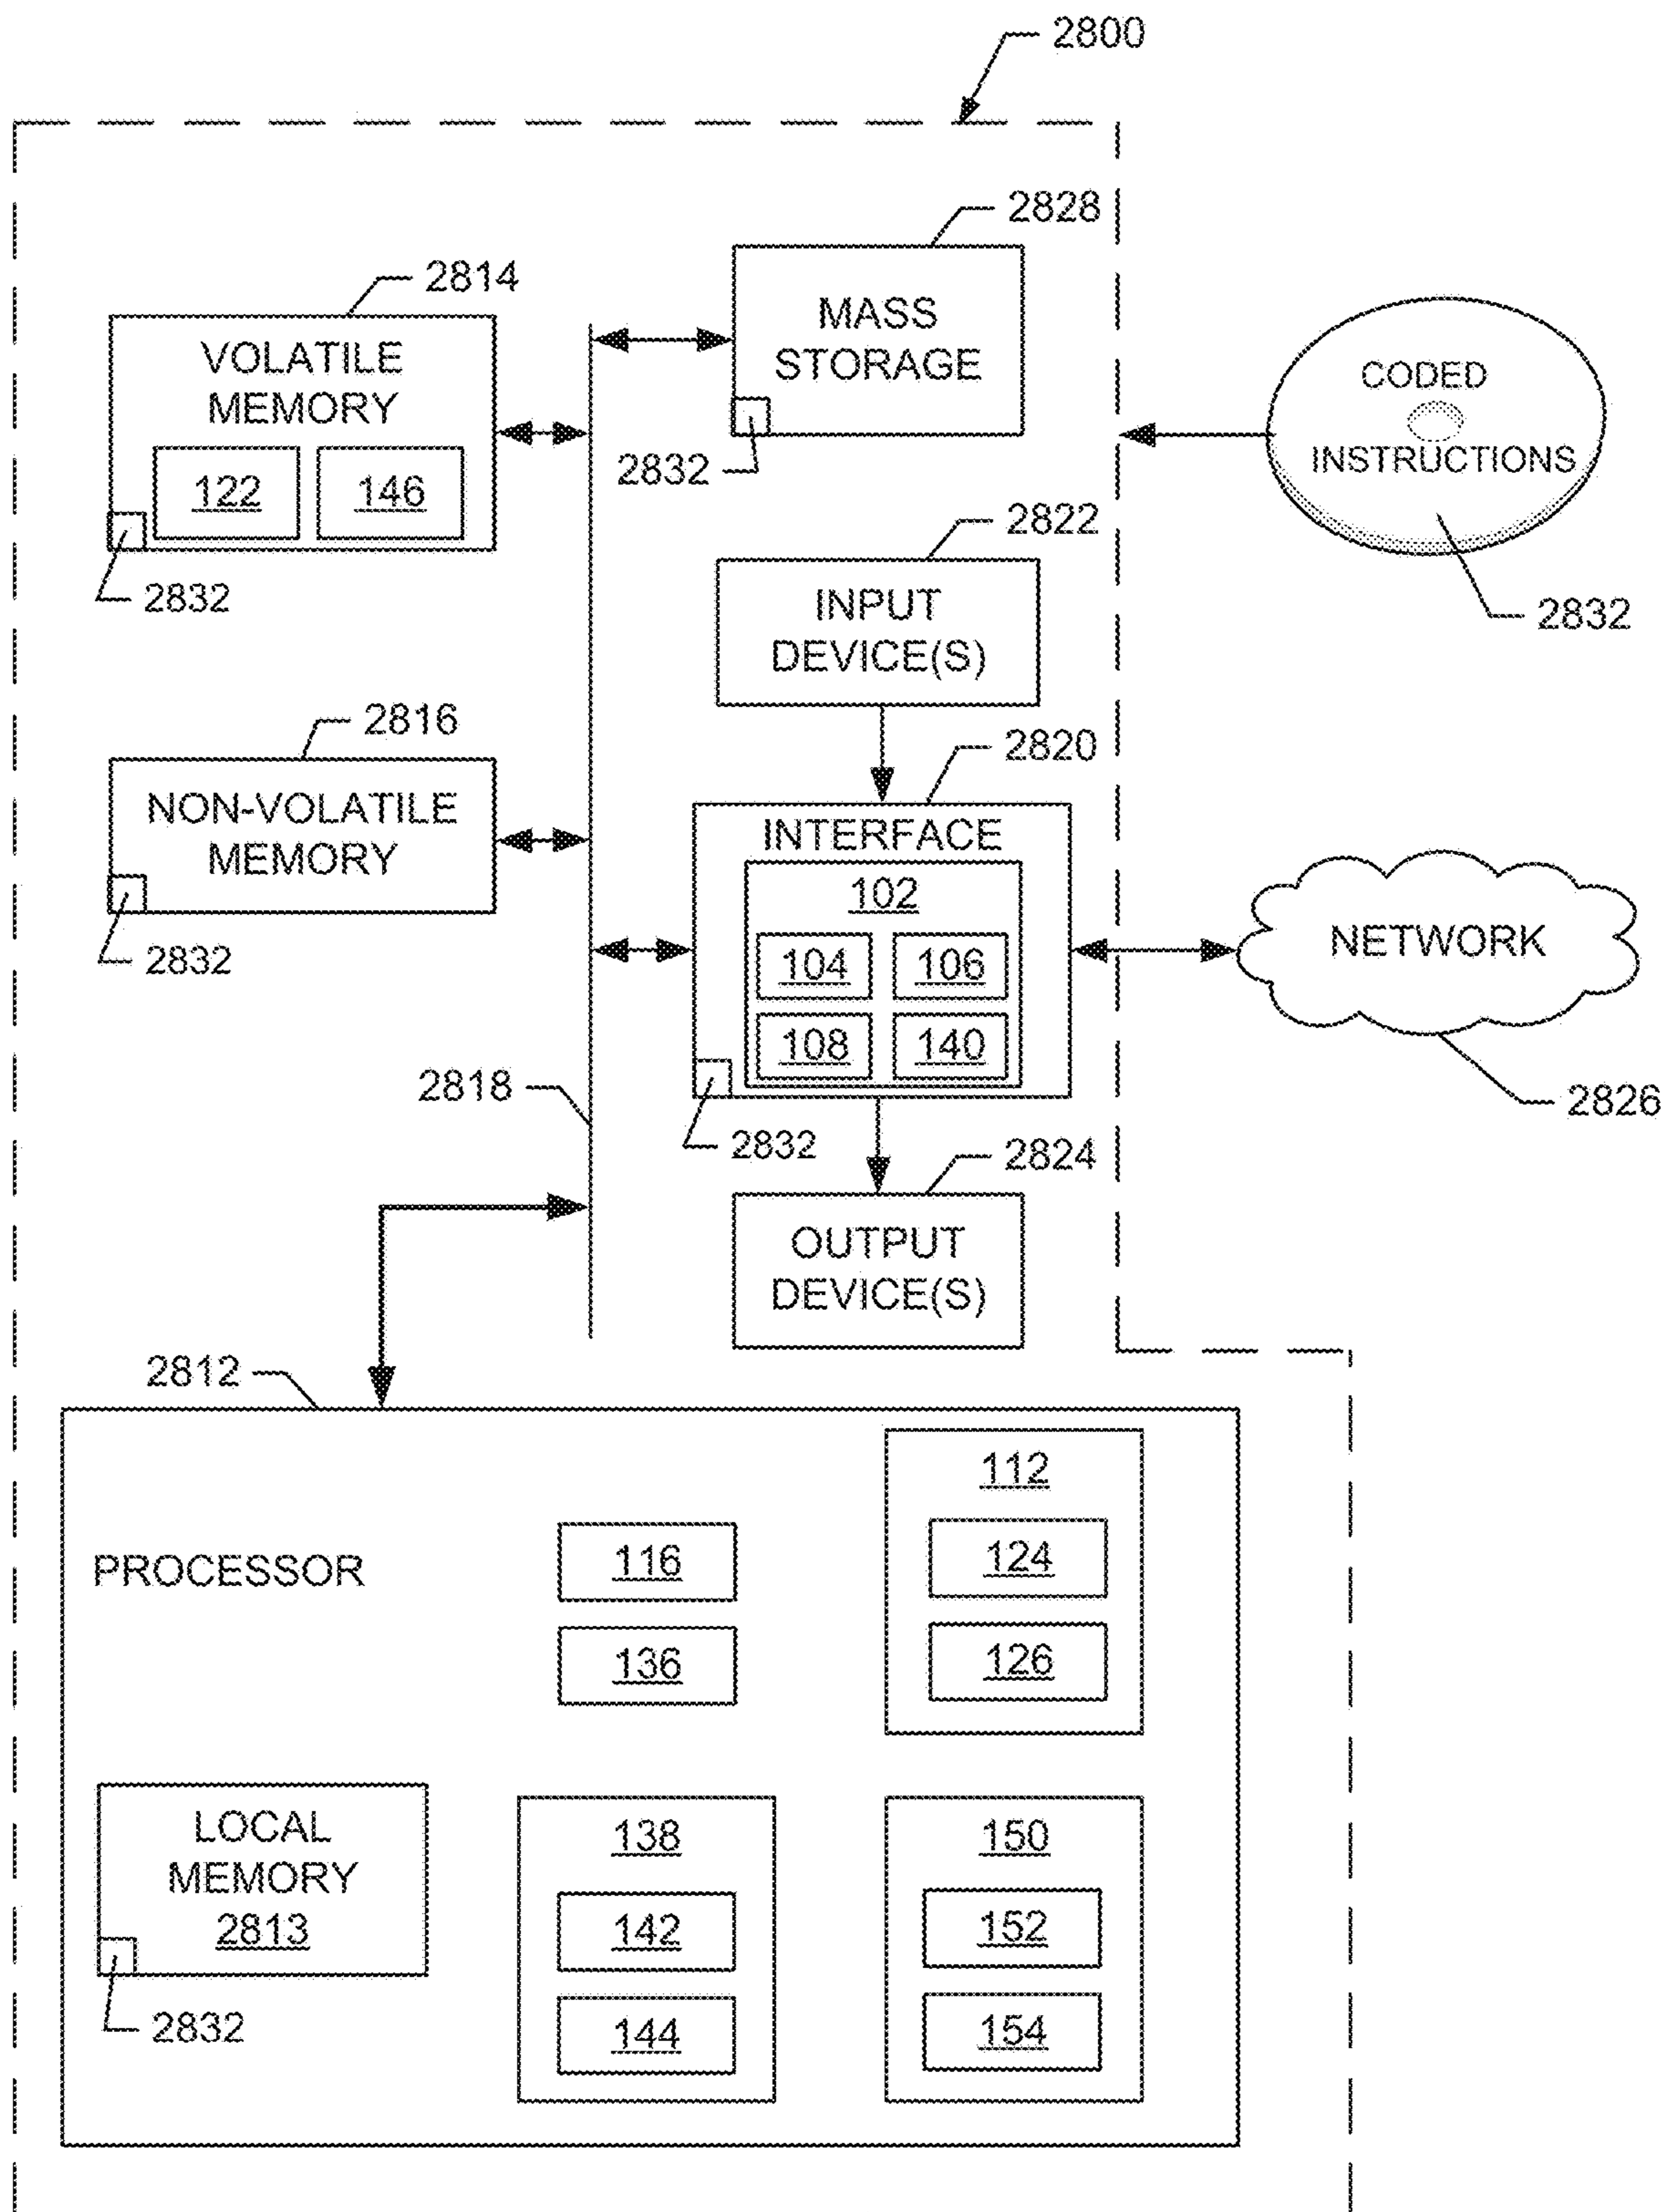 2800
2828
MASS
STORAGE
2832
2814
VOLATILE
MEMORY
122
146
2832
CODED
INSTRUCTIONS
2832
2822
INPUT
DEVICE(S)
2816
NON-VOLATILE
MEMORY
2832
2820
INTERFACE
102
104
106
108
140
2832
NETWORK
2826
2818
2824
OUTPUT
DEVICE(S)
2812
PROCESSOR
116
136
112
124
126
LOCAL
MEMORY
2813
2832
138
142
144
150
152
154